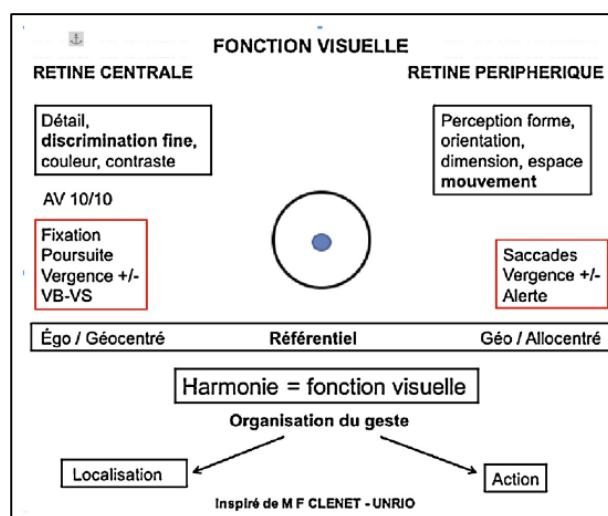 FONCTION VISUELLE
RETINE CENTRALE
RETINE PERIPHERIQUE
Détail,
discrimination fine,
couleur, contraste
Perception forme,
orientation,
dimension, espace
mouvement
AV 10/10
Fixation
Poursuite
Vergence +/-
VB-VS
Saccades
Vergence +/-
Alerte
Égo / Géocentré
Référentiel
Géo / Allocentré
Harmonie = fonction visuelle
Organisation du geste
Localisation
Action
Inspiré de M F CLENET - UNRIO